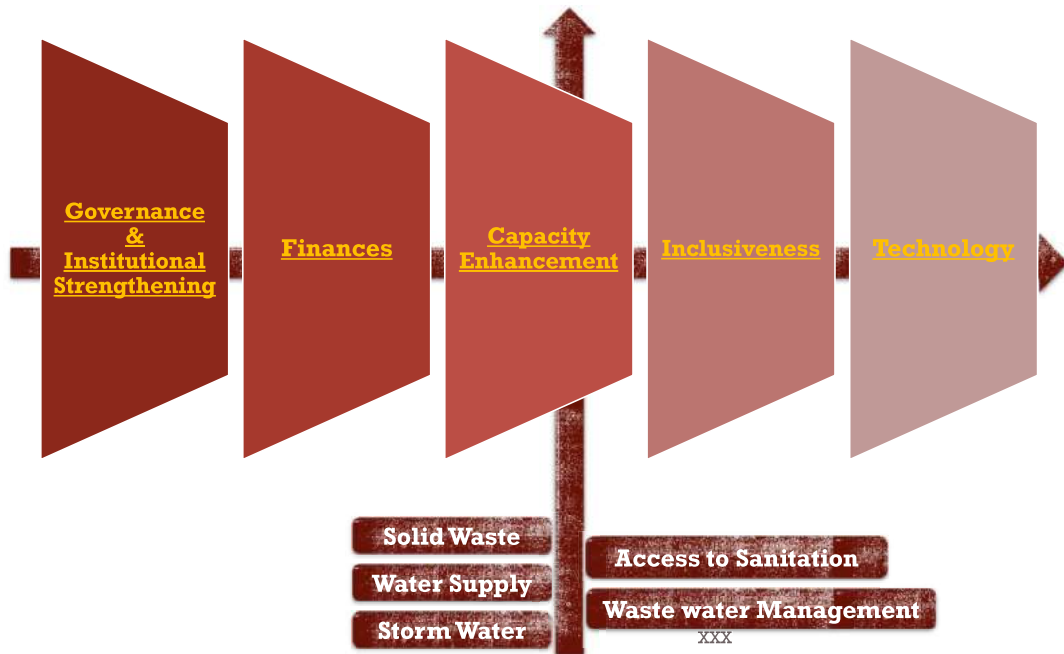 Governance
&
Institutional
Strengthening
Finances
Capacity
Enhancement
Inclusiveness
Technology
Solid Waste
Water Supply
Storm Water
Access to Sanitation
Waste water Management
XXX